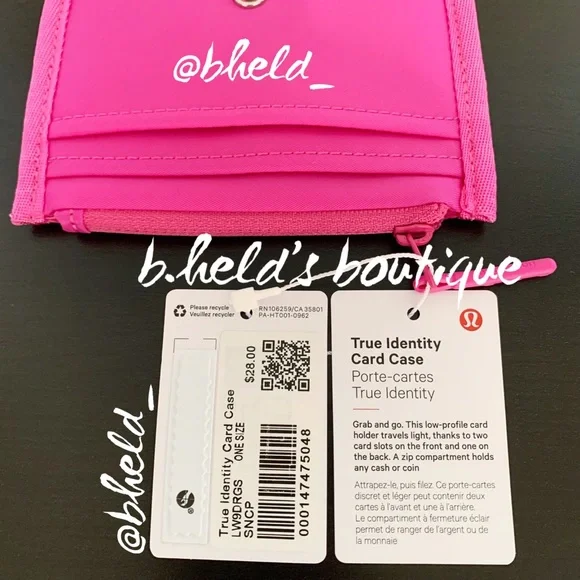 @bheld_
b.held's boutique
Please recycle
Veuillez recycler
RN106259/CA 35801
PA-HT001-0962
$28.00
True Identity Card Case
LW9DRGS ONE SIZE
SNCP
000147475048
True Identity
Card Case
Porte-cartes
True Identity
Grab and go. This low-profile card
holder travels light, thanks to two
card slots on the front and one on
the back. A zip compartment holds
any cash or coin
Attrapez-le, puis filez. Ce porte-cartes
discret et léger peut contenir deux
cartes à l'avant et une à l'arrière.
Le compartiment à fermeture éclair
permet de ranger de l'argent ou de
la monnaie
@bheld_